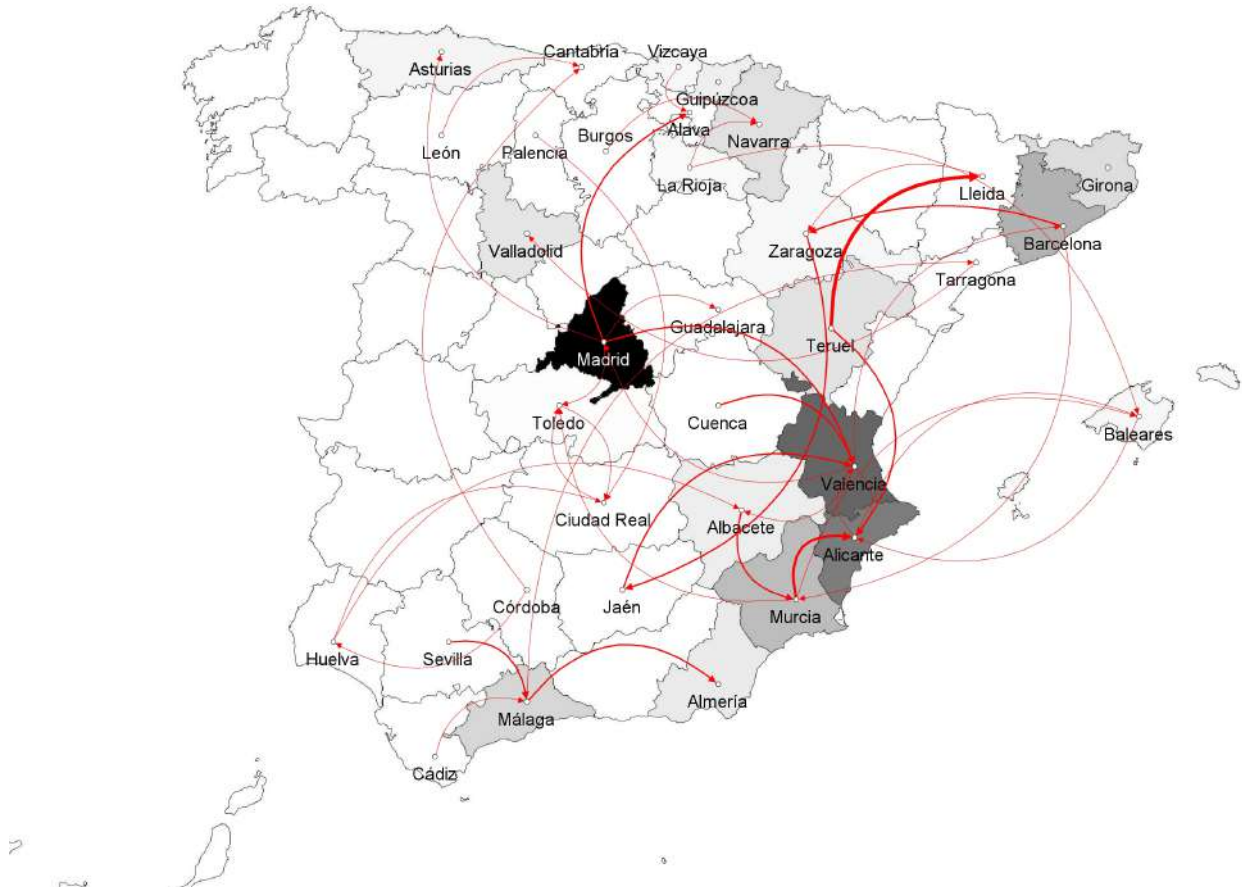 Cantabria
Vizcaya
Asturias
Guipúzcoa
Alava
Burgos
Navarra
León
Palencia
La Rioja
Lleida
Girona
Valladolid
Zaragoza
Barcelona
Tarragona
Guadalajara
Teruel
Madrid
Toledo
Cuenca
Baleares
Valencia
Ciudad Real
Albacete
Alicante
Córdoba
Jaén
Murcia
Huelva
Sevilla
Almería
Málaga
Cádiz